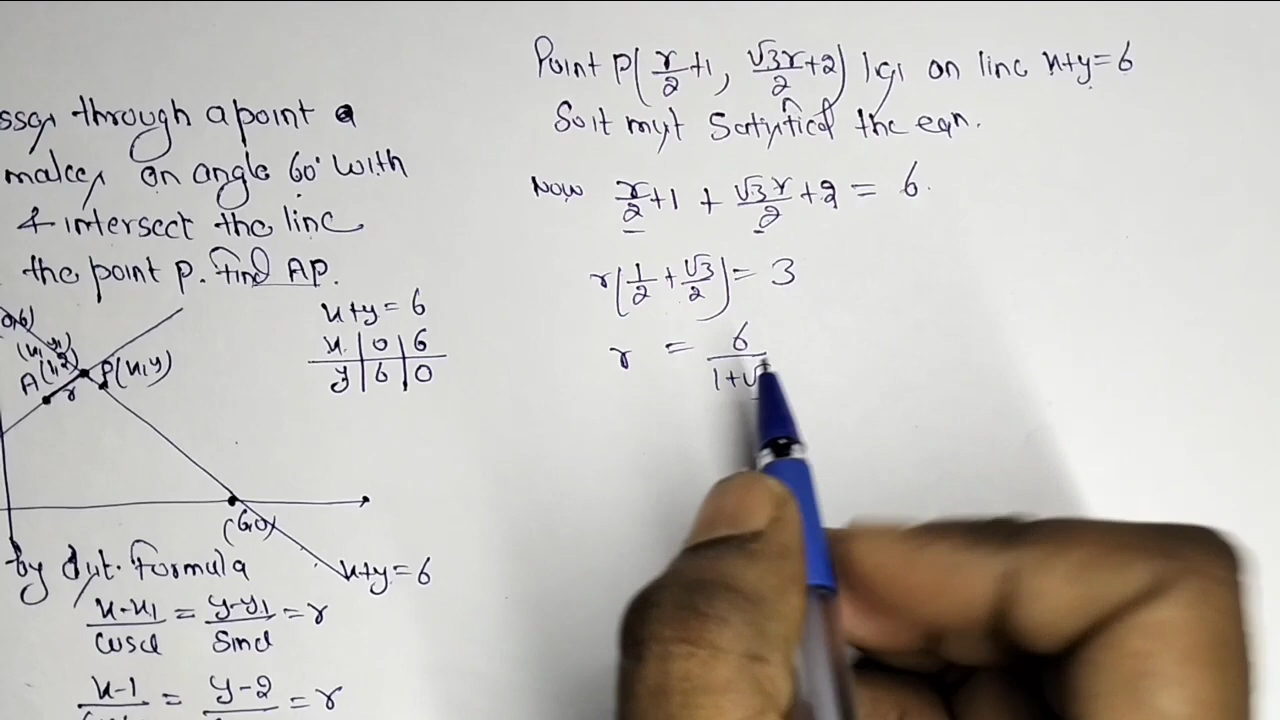 sses through a point a
makes an angle 60° with
& intersect the line
the point P. find AP.
x+y=6
x | 0 | 6
y | 6 | 0
0,6)
(x₁ y₁)
A(1,2)
P(x,y)
r
(6,0)
x+y=6
by dist. formula
x-x₁/cosα = y-y₁/sinα = r
x-1 = y-2 = r
Point P(r/2+1, √3r/2+2) lies on line x+y=6
So it must satisfied the eqn.
Now r/2+1 + √3r/2+2 = 6.
r(1/2+√3/2) = 3
r = 6/1+√